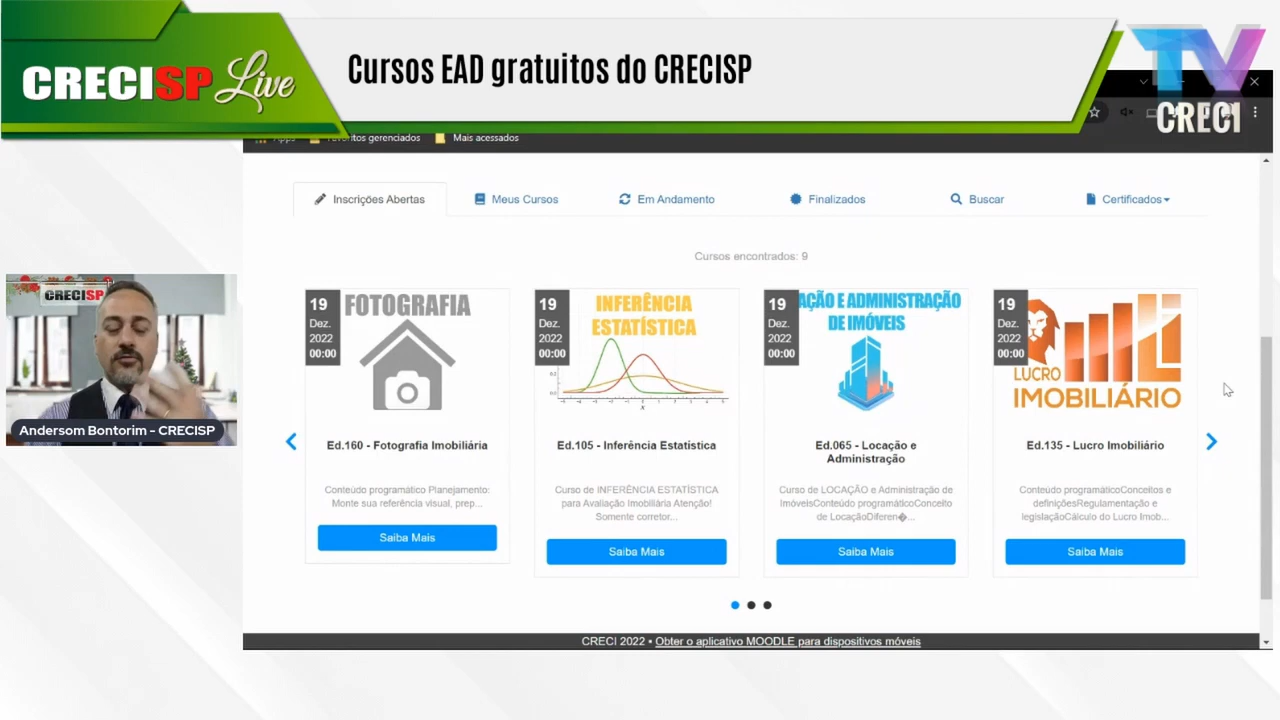 CRECISP Live
Cursos EAD gratuitos do CRECISP
TV
CRECI
Apps Favoritos gerenciados Mais acessados
Inscrições Abertas Meus Cursos Em Andamento Finalizados Buscar Certificados
Cursos encontrados: 9
19
Dez.
2022
00:00
FOTOGRAFIA
Ed.160 - Fotografia Imobiliária
Conteúdo programático Planejamento:
Monte sua referência visual, prep...
Saiba Mais
19
Dez.
2022
00:00
INFERÊNCIA
ESTATÍSTICA
X
Ed.105 - Inferência Estatística
Curso de INFERÊNCIA ESTATÍSTICA
para Avaliação Imobiliária Atenção!
Somente corretor...
Saiba Mais
19
Dez.
2022
00:00
AÇÃO E ADMINISTRAÇÃO
DE IMÓVEIS
Ed.065 - Locação e
Administração
Curso de LOCAÇÃO e Administração de
ImóveisConteúdo programáticoConceito
de LocaçãoDiferen�...
Saiba Mais
19
Dez.
2022
00:00
LUCRO
IMOBILIÁRIO
Ed.135 - Lucro Imobiliário
Conteúdo programáticoConceitos e
definiçõesRegulamentação e
legislaçãoCálculo do Lucro Imob...
Saiba Mais
CRECISP
Andersom Bontorim - CRECISP
CRECI 2022 • Obter o aplicativo MOODLE para dispositivos móveis